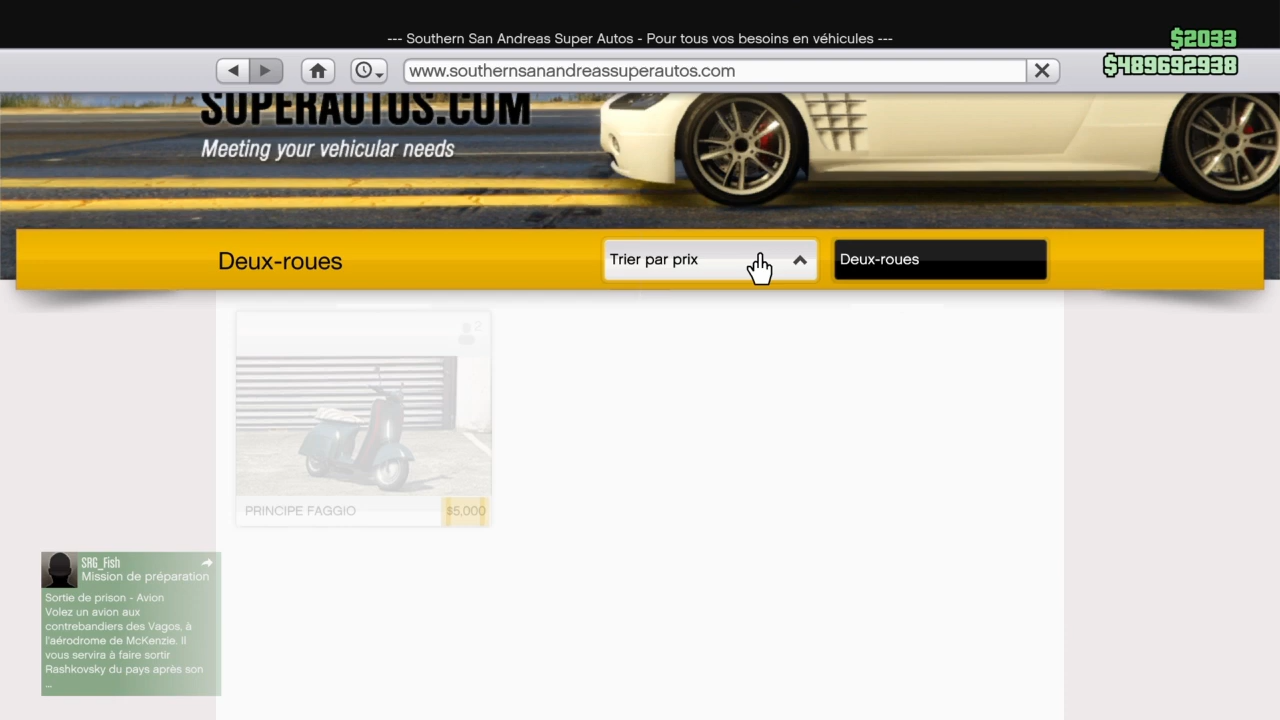 --- Southern San Andreas Super Autos - Pour tous vos besoins en véhicules ---
$2033
$489692938
www.southernsanandreassuperautos.com
SUPERAUTOS.COM
Meeting your vehicular needs
Deux-roues
Trier par prix
Deux-roues
2
PRINCIPE FAGGIO
$5,000
SRG_Fish
Mission de préparation
Sortie de prison - Avion
Volez un avion aux
contrebandiers des Vagos, à
l'aérodrome de McKenzie. Il
vous servira à faire sortir
Rashkovsky du pays après son
...